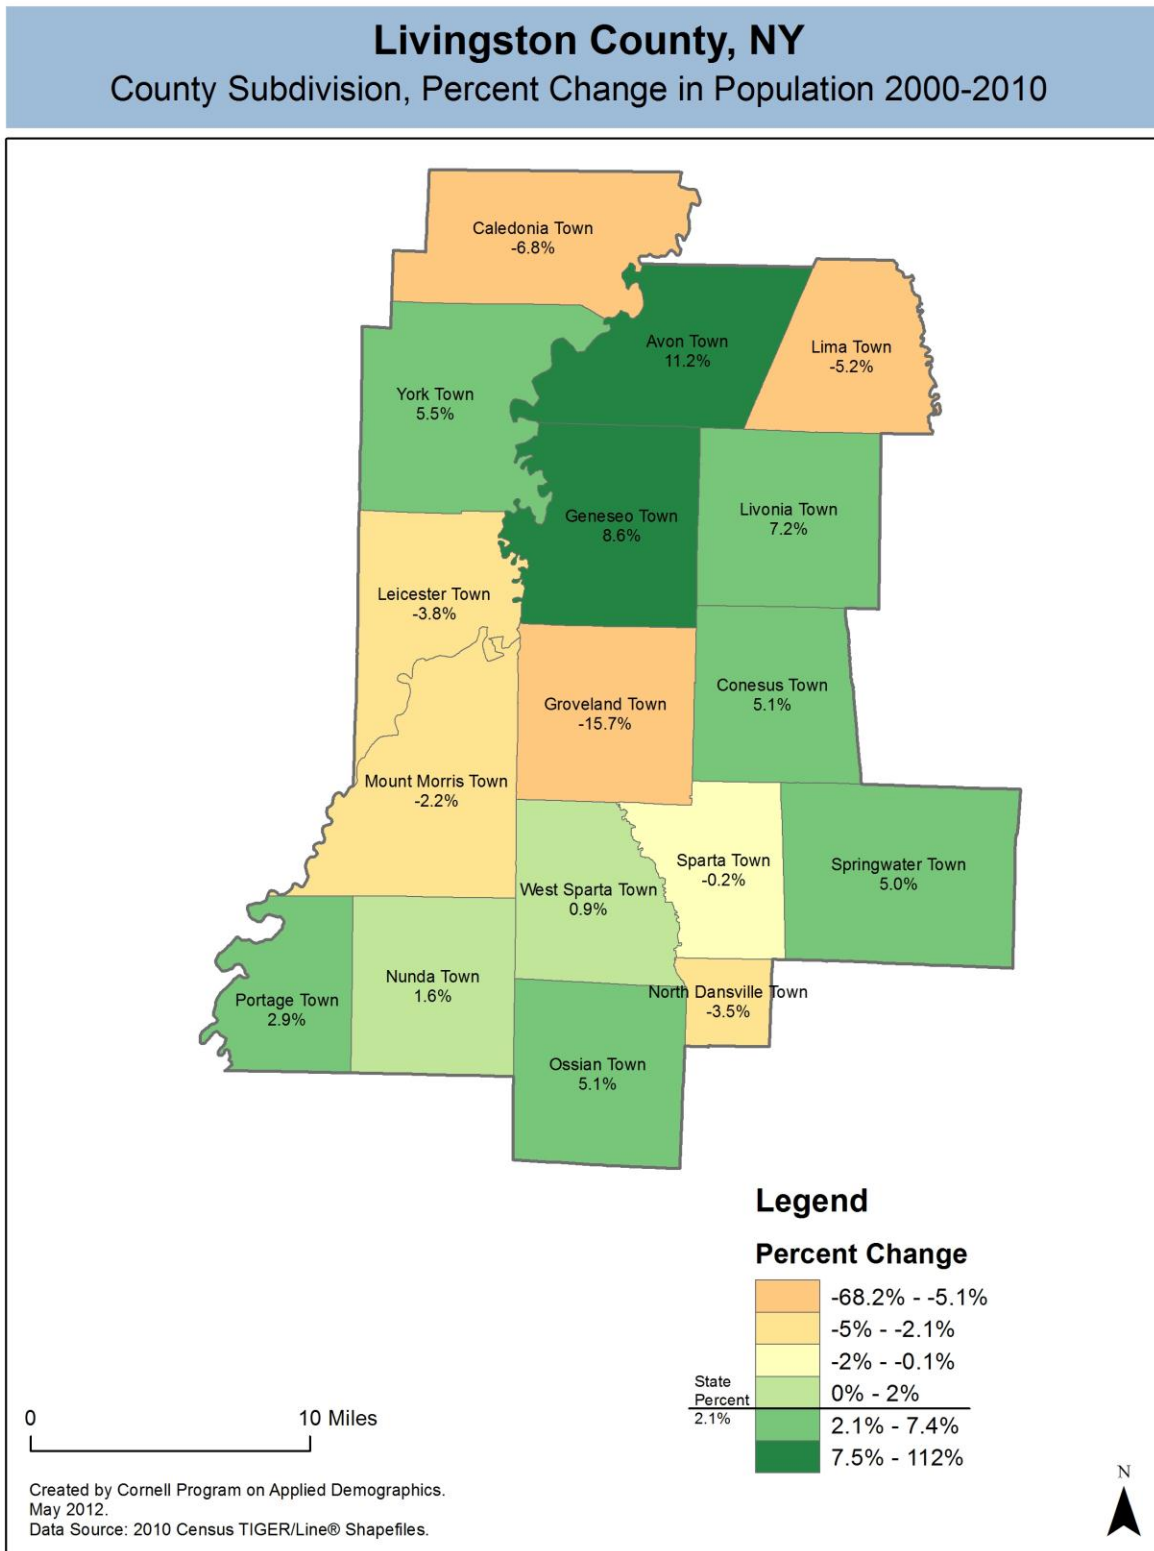 Livingston County, NY
County Subdivision, Percent Change in Population 2000-2010
Caledonia Town
-6.8%
Avon Town
11.2%
Lima Town
-5.2%
York Town
5.5%
Livonia Town
7.2%
Geneseo Town
8.6%
Leicester Town
-3.8%
Conesus Town
5.1%
Groveland Town
-15.7%
Mount Morris Town
-2.2%
Sparta Town
-0.2%
Springwater Town
5.0%
West Sparta Town
0.9%
Nunda Town
1.6%
North Dansville Town
-3.5%
Portage Town
2.9%
Ossian Town
5.1%
Legend
Percent Change
-68.2% - -5.1%
-5% - -2.1%
-2% - -0.1%
0% - 2%
State
Percent
2.1%
2.1% - 7.4%
7.5% - 112%
0 10 Miles
Created by Cornell Program on Applied Demographics.
May 2012.
Data Source: 2010 Census TIGER/Line® Shapefiles.
N